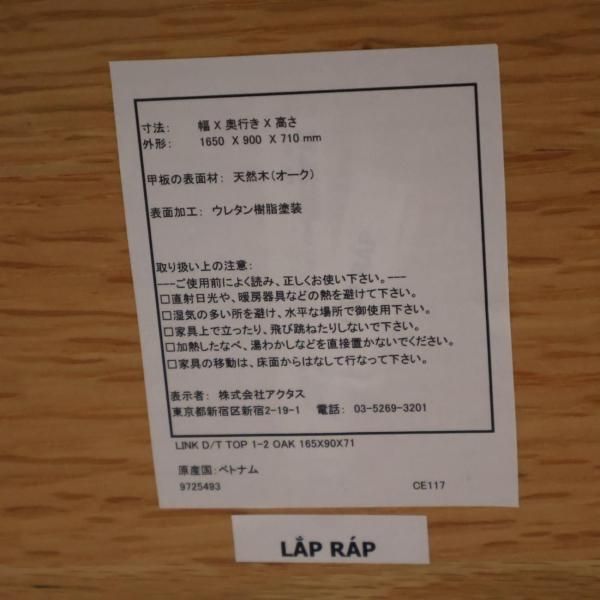 寸法： 幅 X 奥行き X 高さ
外形： 1650 X 900 X 710 mm
甲板の表面材： 天然木（オーク）
表面加工： ウレタン樹脂塗装
取り扱い上の注意：
---ご使用前によく読み、正しくお使い下さい。---
□直射日光や、暖房器具などの熱を避けて下さい。
□湿気の多い所を避け、水平な場所で御使用下さい。
□家具上で立ったり、飛び跳ねたりしないで下さい。
□加熱したなべ、湯わかしなどを直接置かないでください。
□家具の移動は、床面からはなして行なって下さい。
表示者： 株式会社アクタス
東京都新宿区新宿2-19-1 電話： 03-5269-3201
LINK D/T TOP 1-2 OAK 165X90X71
原産国：ベトナム
9725493 CE117
LẮP RÁP